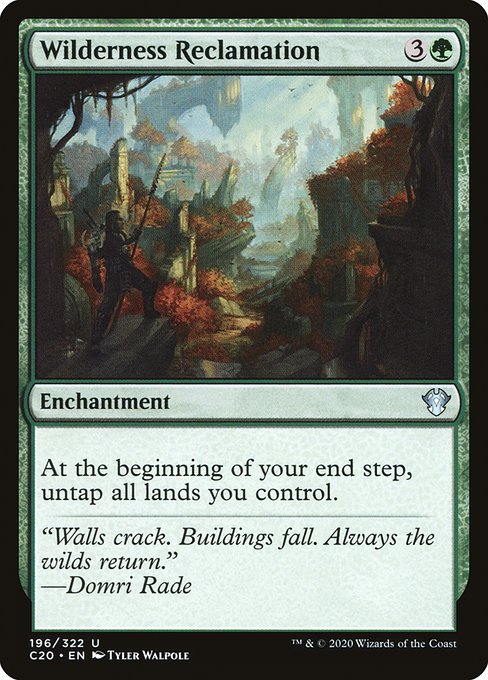 Wilderness Reclamation 3
Enchantment
At the beginning of your end step,
untap all lands you control.
“Walls crack. Buildings fall. Always the
wilds return.”
—Domri Rade
196/322 U
™ & © 2020 Wizards of the Coast
C20 • EN Tyler Walpole